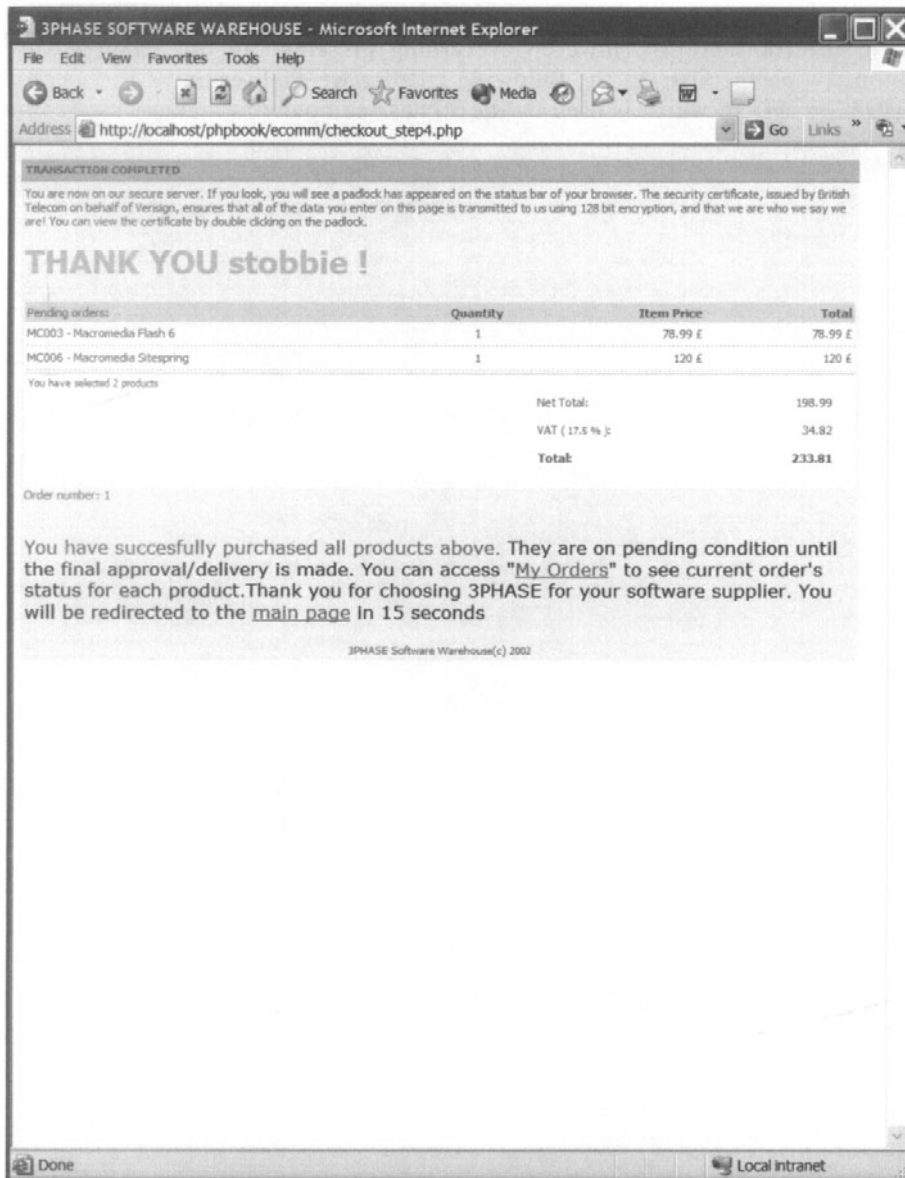 3PHASE SOFTWARE WAREHOUSE - Microsoft Internet Explorer
File Edit View Favorites Tools Help
Back Search Favorites Media
Address http://localhost/phpbook/ecomm/checkout_step4.php Go Links »
TRANSACTION COMPLETED
You are now on our secure server. If you look, you will see a padlock has appeared on the status bar of your browser. The security certificate, issued by British
Telecom on behalf of Verisign, ensures that all of the data you enter on this page is transmitted to us using 128 bit encryption, and that we are who we say we
are! You can view the certificate by double clicking on the padlock.
THANK YOU stobbie !
Pending orders: Quantity Item Price Total
MC003 - Macromedia Flash 6 1 78.99 £ 78.99 £
MC006 - Macromedia Sitespring 1 120 £ 120 £
You have selected 2 products
Net Total: 198.99
VAT ( 17.5 % ): 34.82
Total: 233.81
Order number: 1
You have succesfully purchased all products above. They are on pending condition until
the final approval/delivery is made. You can access "My Orders" to see current order's
status for each product.Thank you for choosing 3PHASE for your software supplier. You
will be redirected to the main page in 15 seconds
3PHASE Software Warehouse(c) 2002
Done Local intranet